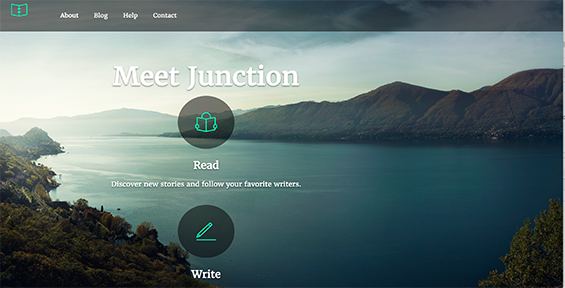 About Blog Help Contact
Meet Junction
Read
Discover new stories and follow your favorite writers.
Write